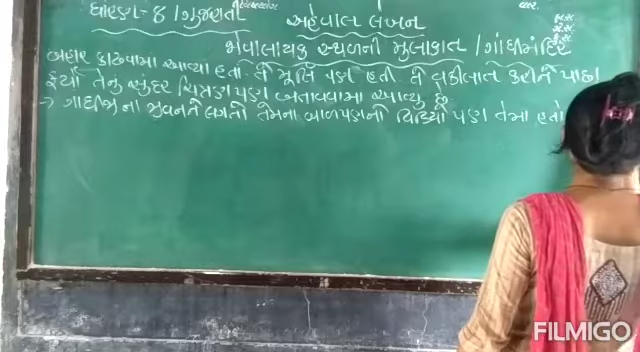 ધોરણ-8 / ગુજરાતી
અહેવાલ લેખન
જોવાલાયક સ્થળની મુલાકાત / ગાંધીમંદિર
બહાર કાઢવામાં આવ્યા હતા. તે મૂર્તિ પણ હતી. તે વકીલાત કરીને પાછા
ફર્યા તેનું સુંદર ચિત્રણ પણ બતાવવામાં આવ્યુ છે
→ ગાંધીજી ના જીવનને લગતો તેમના બાળપણનો વિડિયો પણ તેમા હતો
FILMIGO